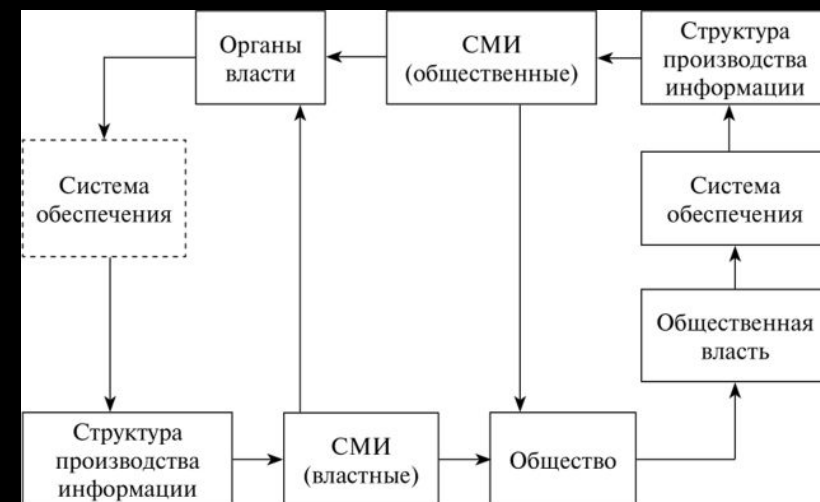 Органы
власти
СМИ
(общественные)
Структура
производства
информации
Система
обеспечения
Система
обеспечения
Общественная
власть
Структура
производства
информации
СМИ
(властные)
Общество